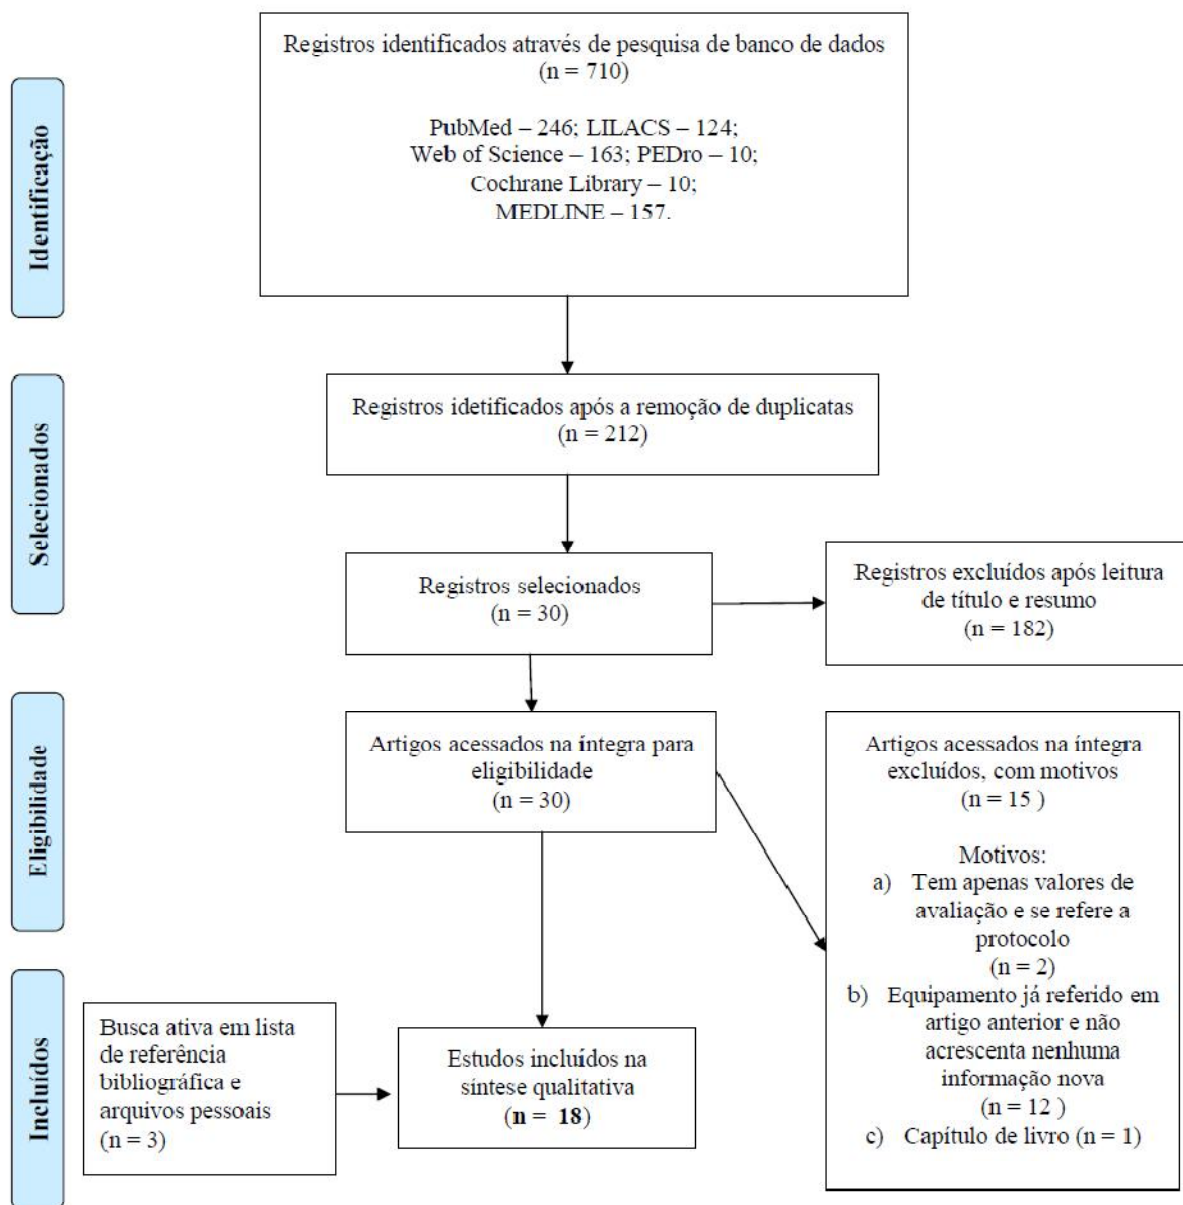 Identificação
Registros identificados através de pesquisa de banco de dados
(n = 710)
PubMed – 246; LILACS – 124;
Web of Science – 163; PEDro – 10;
Cochrane Library – 10;
MEDLINE – 157.
Selecionados
Registros idetificados após a remoção de duplicatas
(n = 212)
Registros selecionados
(n = 30)
Registros excluídos após leitura
de título e resumo
(n = 182)
Eligibilidade
Artigos acessados na íntegra para
eligibilidade
(n = 30)
Artigos acessados na íntegra
excluídos, com motivos
(n = 15 )
Motivos:
a) Tem apenas valores de
avaliação e se refere a
protocolo
(n = 2)
b) Equipamento já referido em
artigo anterior e não
acrescenta nenhuma
informação nova
(n = 12 )
c) Capítulo de livro (n = 1)
Incluídos
Busca ativa em lista
de referência
bibliográfica e
arquivos pessoais
(n = 3)
Estudos incluídos na
síntese qualitativa
(n = 18)